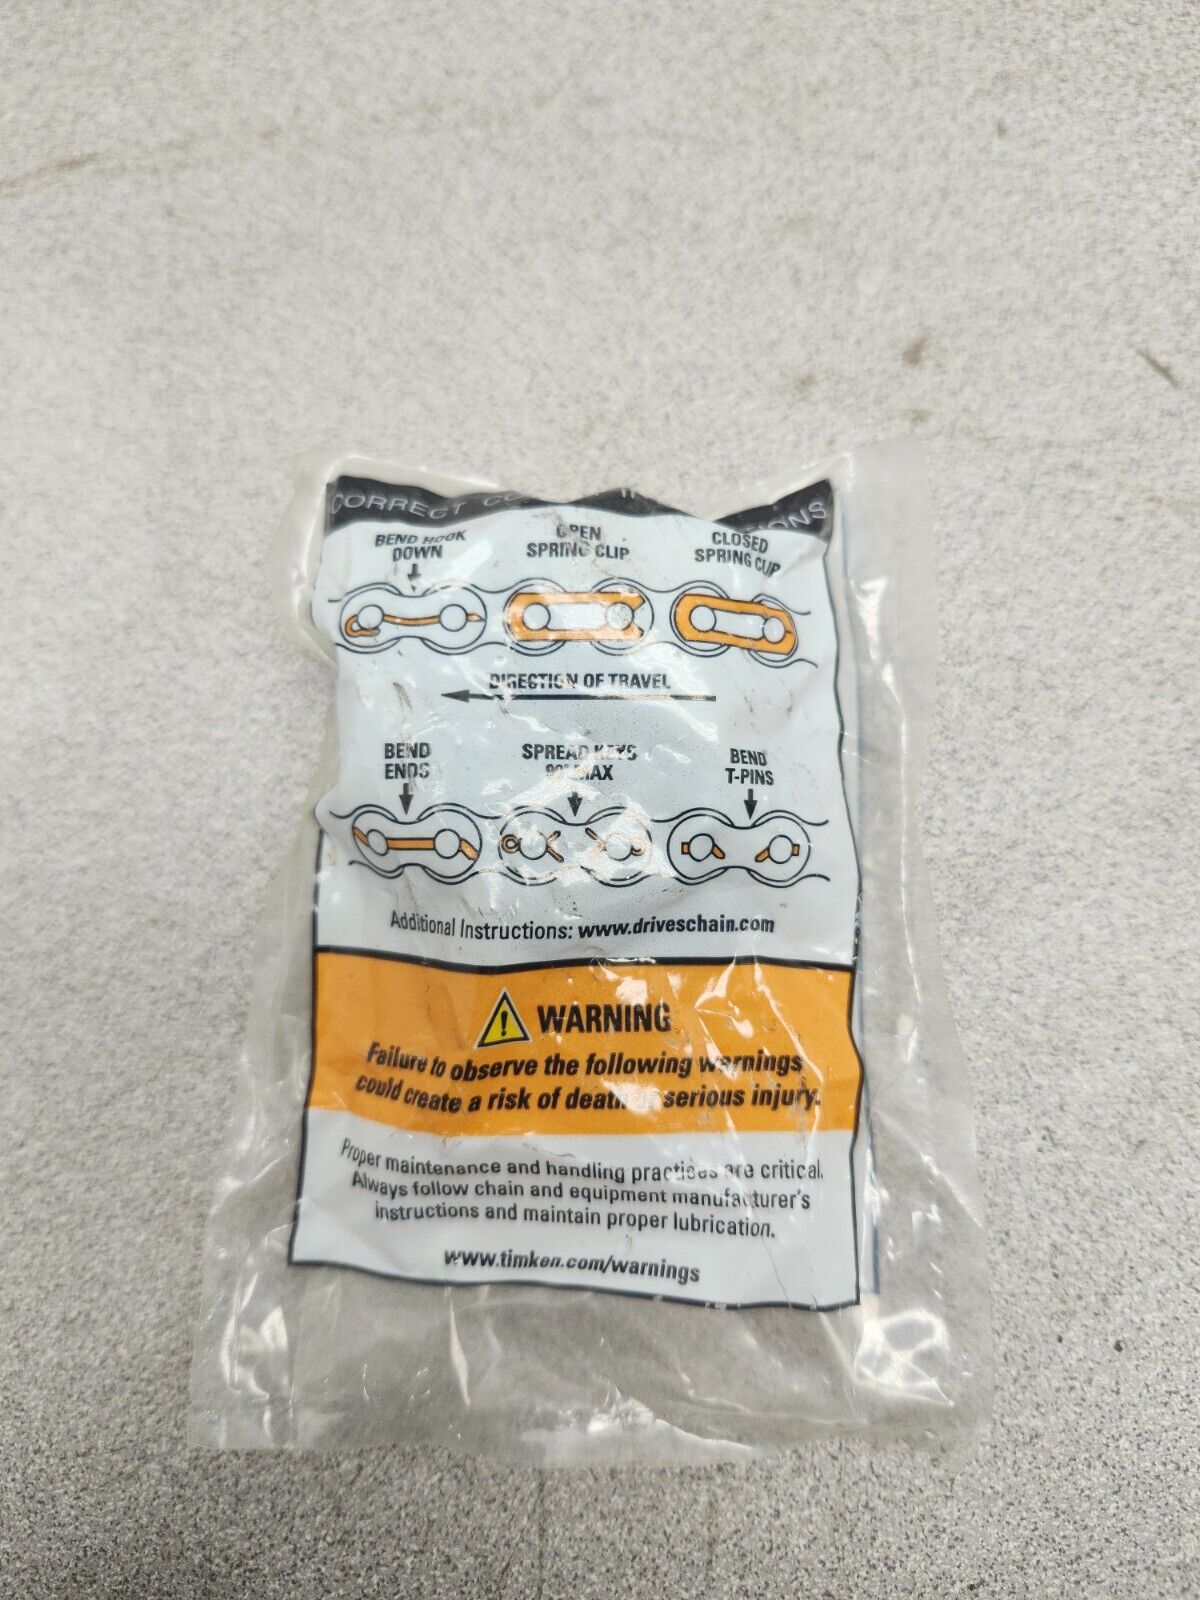 CORRECT
BEND HOOK
DOWN
OPEN
SPRING CLIP
CLOSED
SPRING CLIP
DIRECTION OF TRAVEL
BEND
ENDS
SPREAD KEYS
90° MAX
BEND
T-PINS
Additional Instructions: www.driveschain.com
WARNING
Failure to observe the following warnings
could create a risk of death or serious injury.
Proper maintenance and handling practises are critical.
Always follow chain and equipment manufacturer's
instructions and maintain proper lubrication.
www.timken.com/warnings